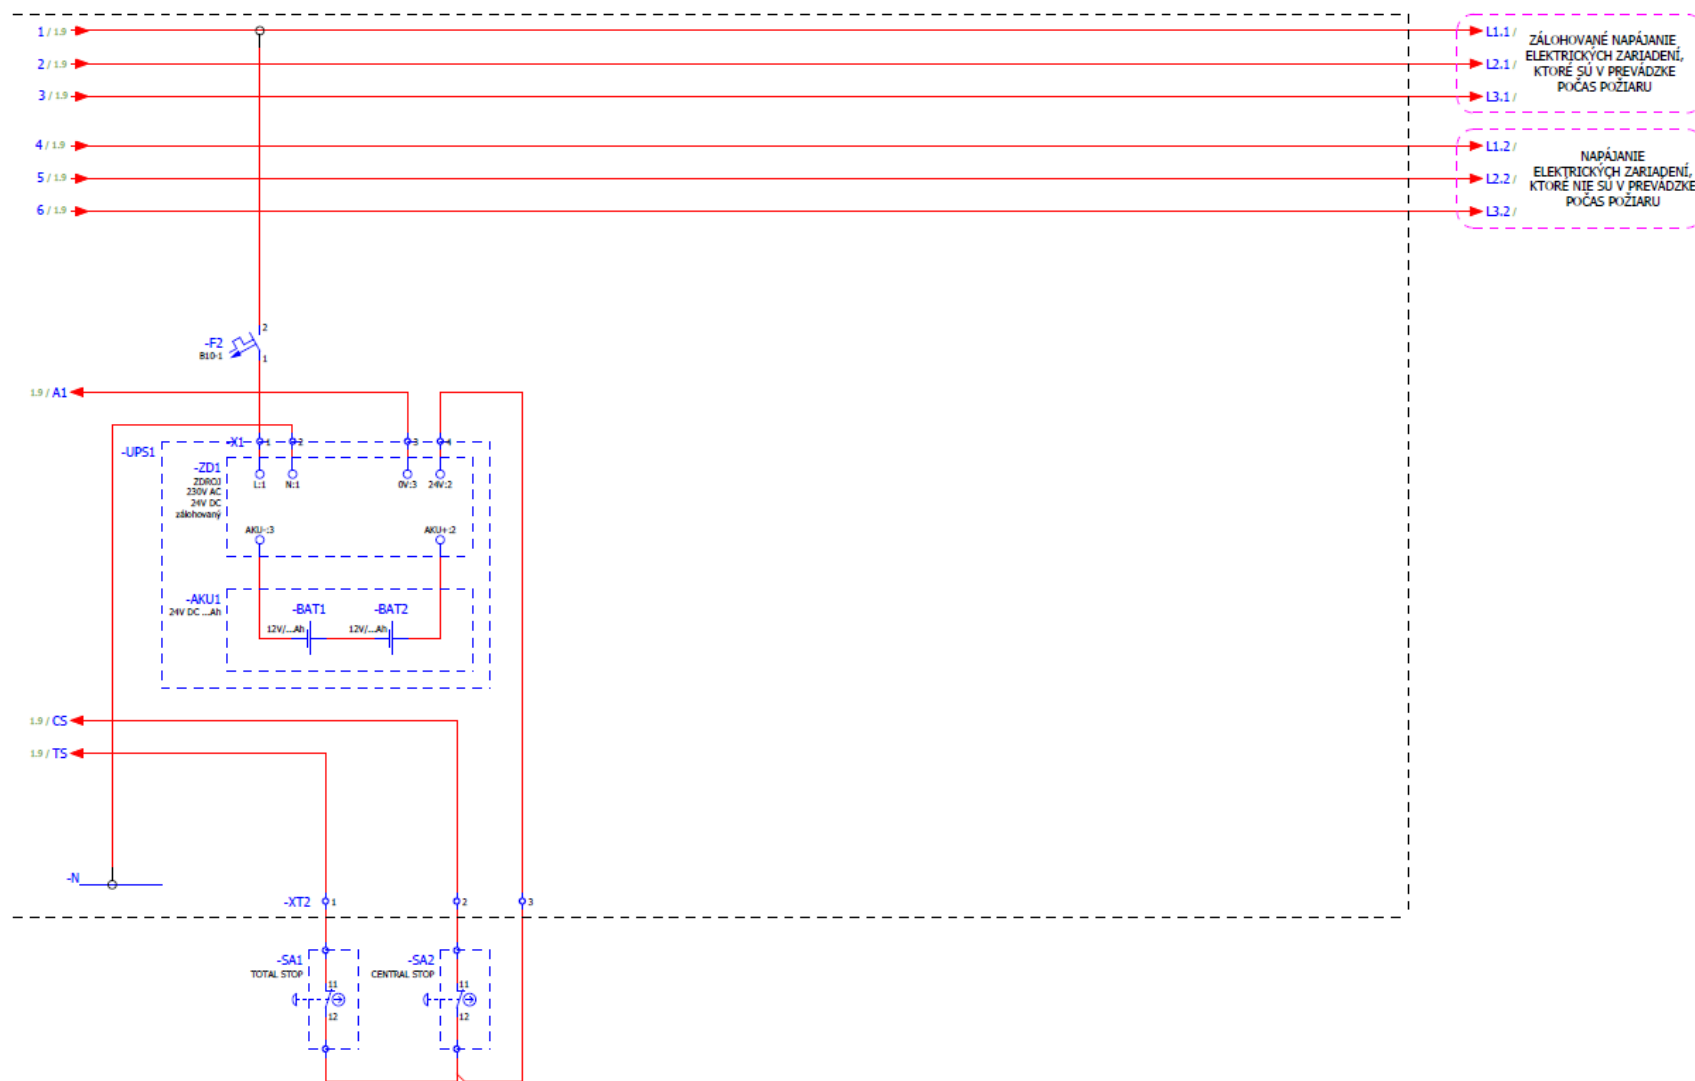 1 / 1.9
L1.1 /
2 / 1.9
L2.1 /
3 / 1.9
L3.1 /
ZÁLOHOVANÉ NAPÁJANIE
ELEKTRICKÝCH ZARIADENÍ,
KTORÉ SÚ V PREVÁDZKE
POČAS POŽIARU
4 / 1.9
L1.2 /
5 / 1.9
L2.2 /
6 / 1.9
L3.2 /
NAPÁJANIE
ELEKTRICKÝCH ZARIADENÍ,
KTORÉ NIE SÚ V PREVÁDZKE
POČAS POŽIARU
2
-F2
B10-1
1
1.9 / A1
-UPS1
-X1
1
2
3
4
-ZD1
ZDROJ
230V AC
24V DC
zálohovaný
L:1
N:1
0V:3
24V:2
AKU-:3
AKU+:2
-AKU1
24V DC ...Ah
-BAT1
12V/...Ah
-BAT2
12V/...Ah
1.9 / CS
1.9 / TS
-N
-XT2
1
2
3
-SA1
TOTAL STOP
11
12
-SA2
CENTRAL STOP
11
12